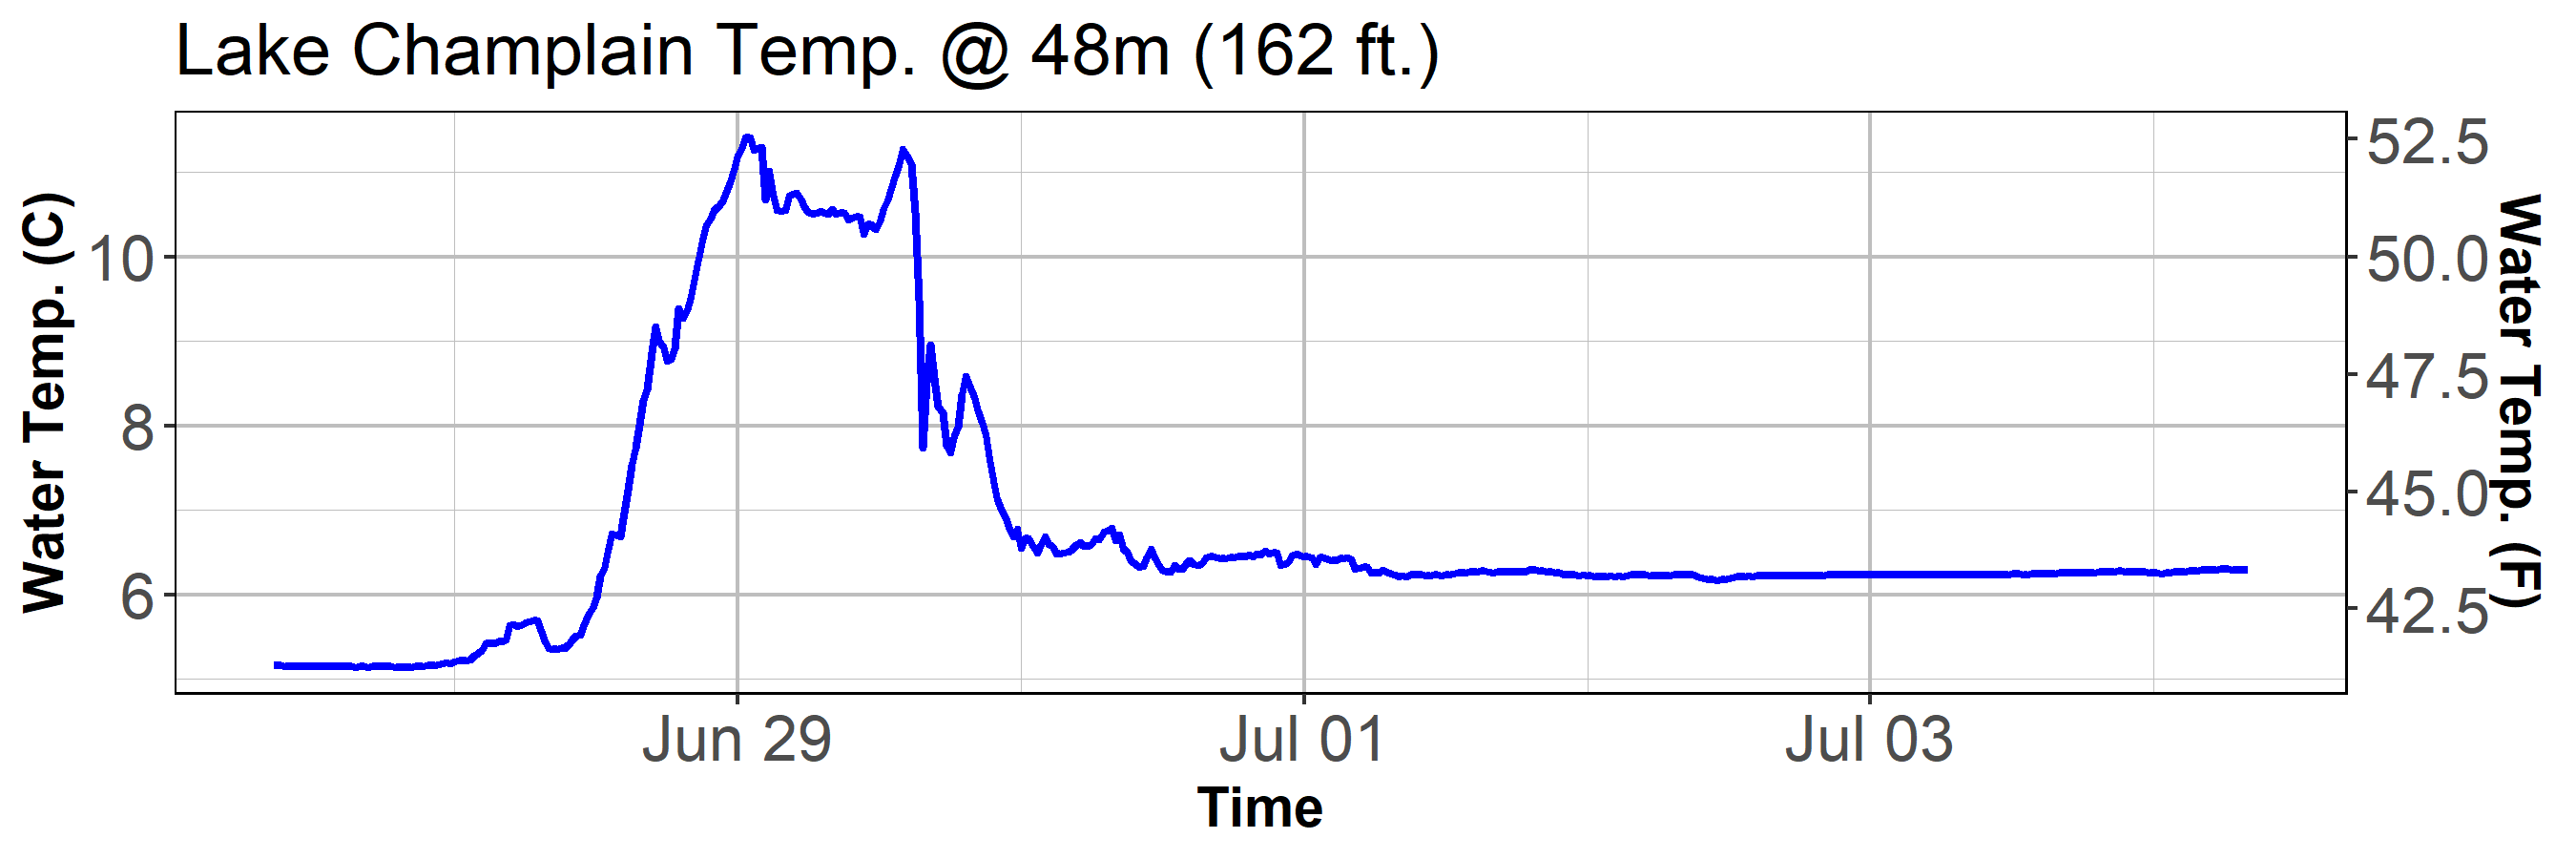 Lake Champlain Temp. @ 48m (162 ft.)
Water Temp. (C)
10
8
6
52.5
50.0
47.5
45.0
42.5
Water Temp. (F)
Jun 29
Jul 01
Jul 03
Time